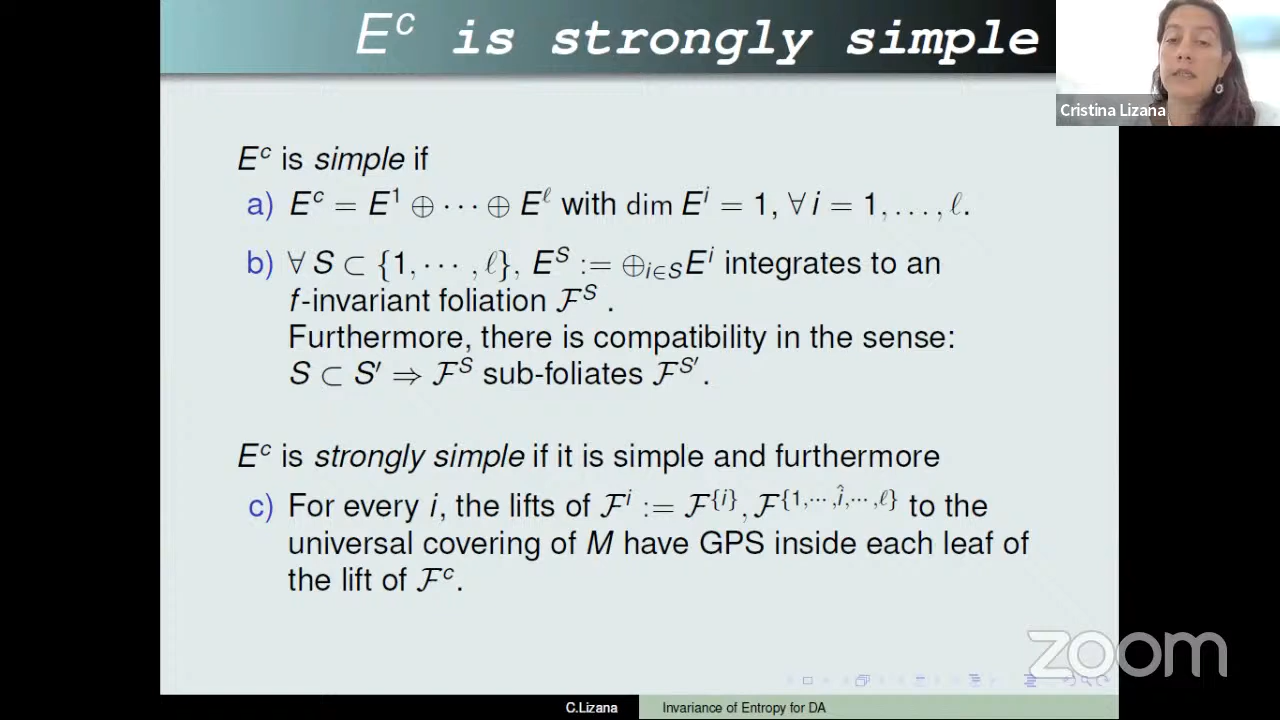 E^c is strongly simple
Cristina Lizana
E^c is simple if
a) E^c = E^1 ⊕ ··· ⊕ E^ℓ with dim E^i = 1, ∀ i = 1, . . . , ℓ.
b) ∀ S ⊂ {1, ··· , ℓ}, E^S := ⊕_{i∈S}E^i integrates to an
f-invariant foliation ℱ^S .
Furthermore, there is compatibility in the sense:
S ⊂ S′ ⇒ ℱ^S sub-foliates ℱ^{S′}.
E^c is strongly simple if it is simple and furthermore
c) For every i, the lifts of ℱ^i := ℱ^{{i}}, ℱ^{{1,··· ,î,··· ,ℓ}} to the
universal covering of M have GPS inside each leaf of
the lift of ℱ^c.
zoom
C.Lizana
Invariance of Entropy for DA